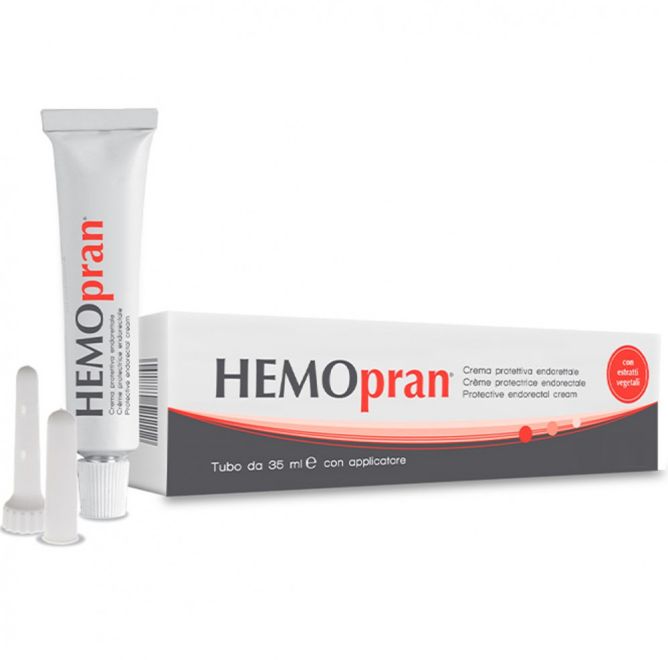 HEMOpran®
Crema protettiva endorettale
Crème protectrice endorectale
Protective endorectal cream
HEMOpran®
Crema protettiva endorettale
Crème protectrice endorectale
Protective endorectal cream
con
estratti
vegetali
Tubo da 35 ml ℮ con applicatore